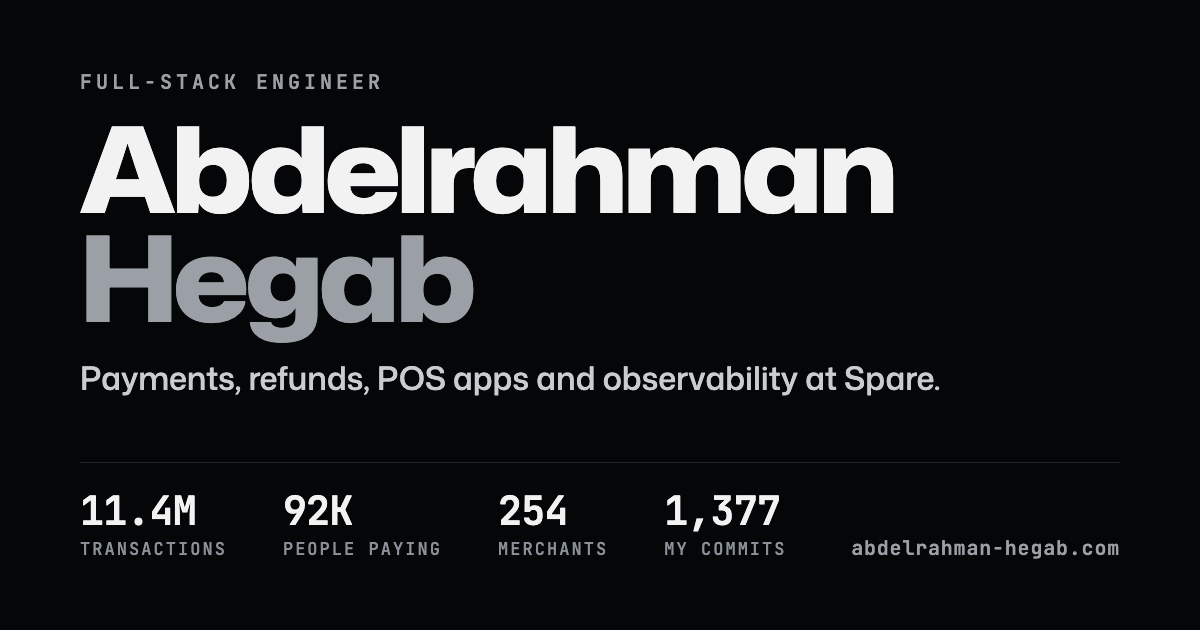 FULL-STACK ENGINEER
Abdelrahman
Hegab
Payments, refunds, POS apps and observability at Spare.
11.4M 92K 254 1,377
TRANSACTIONS PEOPLE PAYING MERCHANTS MY COMMITS abdelrahman-hegab.com